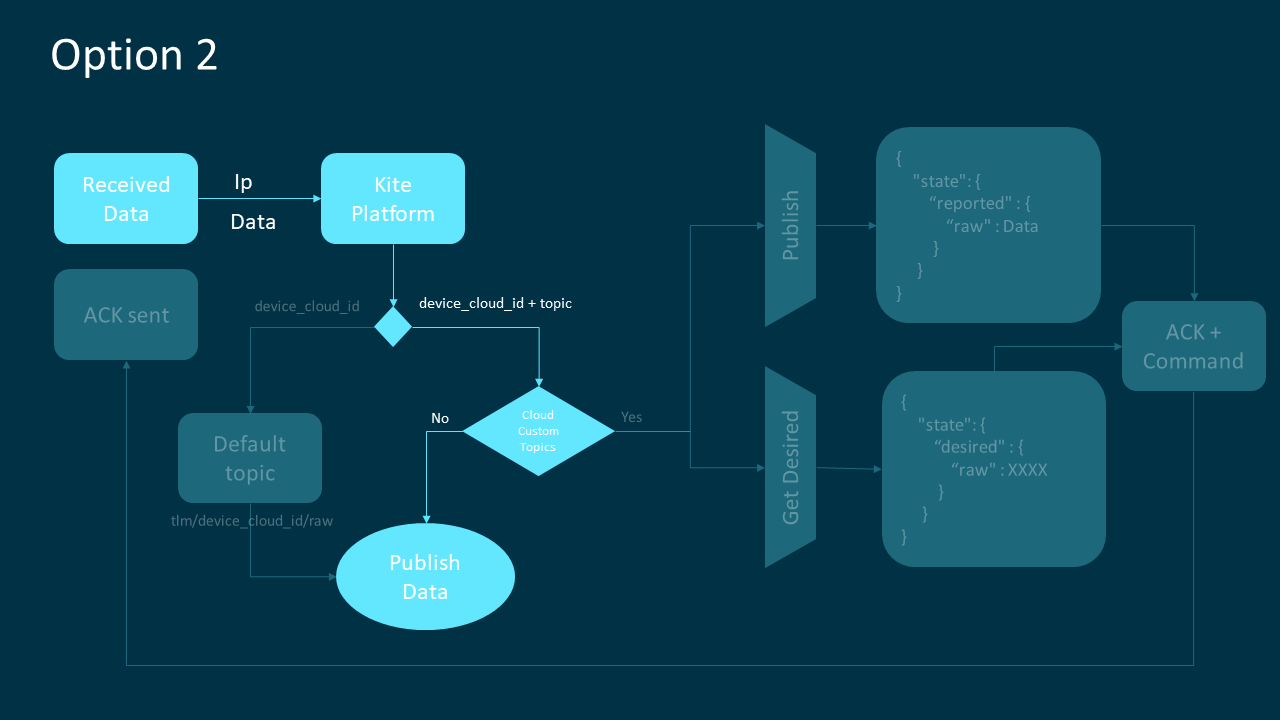 Option 2
Received
Data
Ip
Data
Kite
Platform
ACK sent
device_cloud_id
device_cloud_id + topic
Default
topic
tlm/device_cloud_id/raw
No
Cloud
Custom
Topics
Yes
Publish
Data
Publish
{
"state": {
“reported" : {
“raw" : Data
}
}
}
Get Desired
{
"state": {
“desired" : {
“raw" : XXXX
}
}
}
ACK +
Command